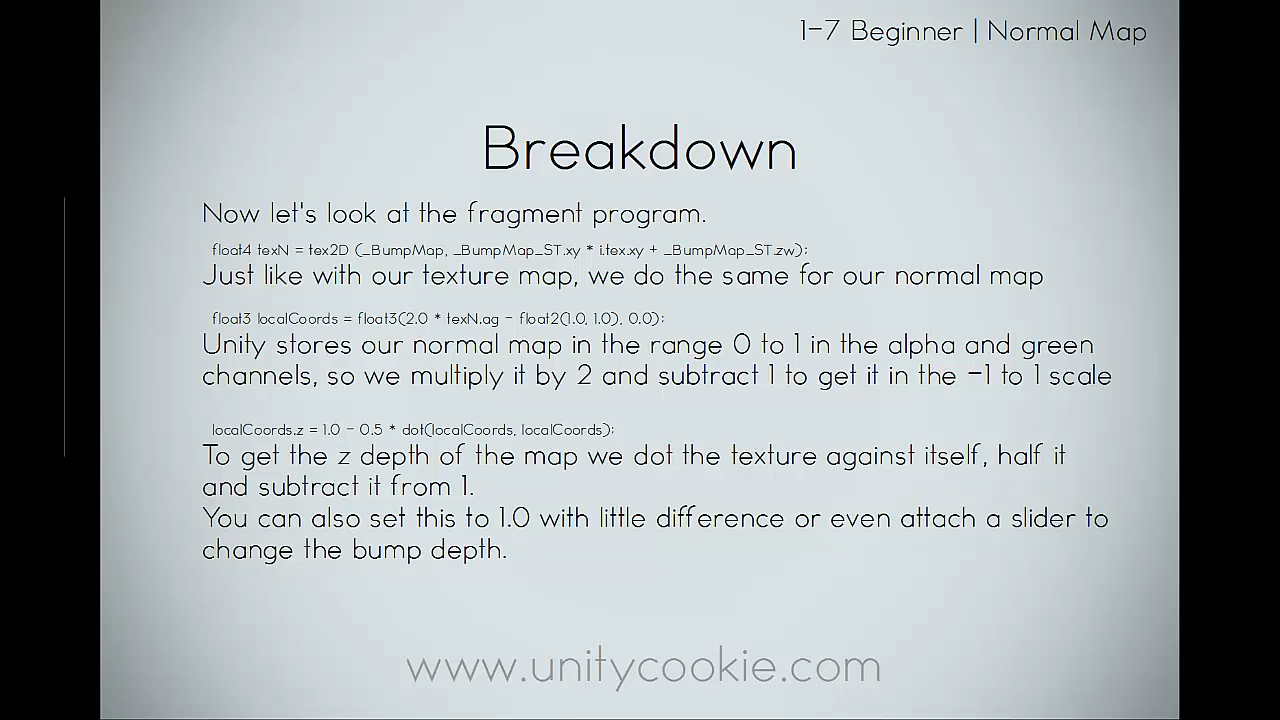 1-7 Beginner | Normal Map
Breakdown
Now let's look at the fragment program.
float4 texN = tex2D (_BumpMap, _BumpMap_ST.xy * i.tex.xy + _BumpMap_ST.zw);
Just like with our texture map, we do the same for our normal map
float3 localCoords = float3(2.0 * texN.ag - float2(1.0, 1.0), 0.0);
Unity stores our normal map in the range 0 to 1 in the alpha and green
channels, so we multiply it by 2 and subtract 1 to get it in the -1 to 1 scale
localCoords.z = 1.0 - 0.5 * dot(localCoords, localCoords);
To get the z depth of the map we dot the texture against itself, half it
and subtract it from 1.
You can also set this to 1.0 with little difference or even attach a slider to
change the bump depth.
www.unitycookie.com